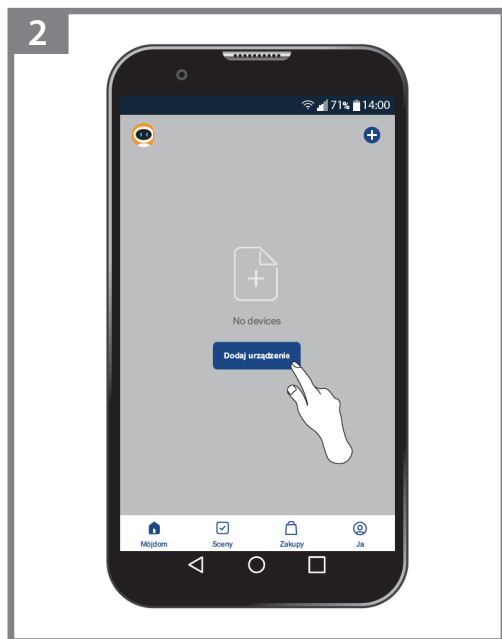 2
71% 14:00
No devices
Dodaj urządzenie
Mójdom Sceny Zakupy Ja